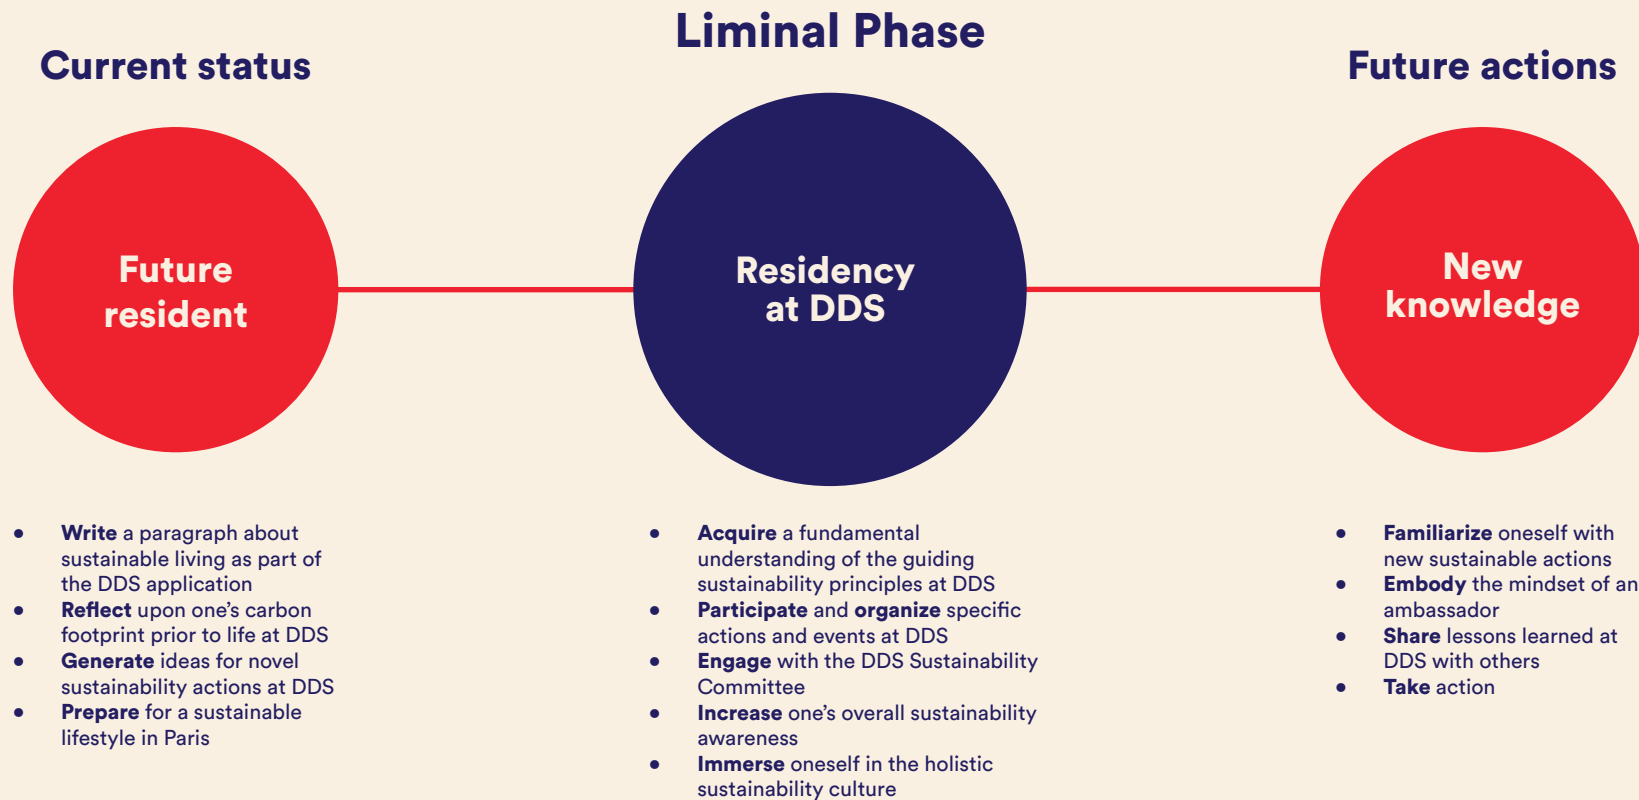 Liminal Phase
Current status
Future actions
Future
resident
Residency
at DDS
New
knowledge
• Write a paragraph about
sustainable living as part of
the DDS application
• Reflect upon one’s carbon
footprint prior to life at DDS
• Generate ideas for novel
sustainability actions at DDS
• Prepare for a sustainable
lifestyle in Paris
• Acquire a fundamental
understanding of the guiding
sustainability principles at DDS
• Participate and organize specific
actions and events at DDS
• Engage with the DDS Sustainability
Committee
• Increase one’s overall sustainability
awareness
• Immerse oneself in the holistic
sustainability culture
• Familiarize oneself with
new sustainable actions
• Embody the mindset of an
ambassador
• Share lessons learned at
DDS with others
• Take action